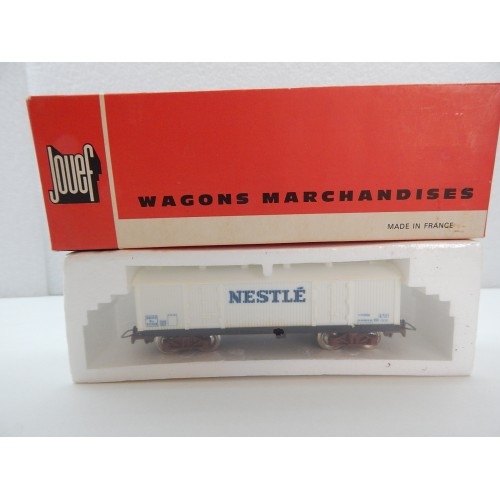 Jouef
WAGONS MARCHANDISES
MADE IN FRANCE
NESTLÉ